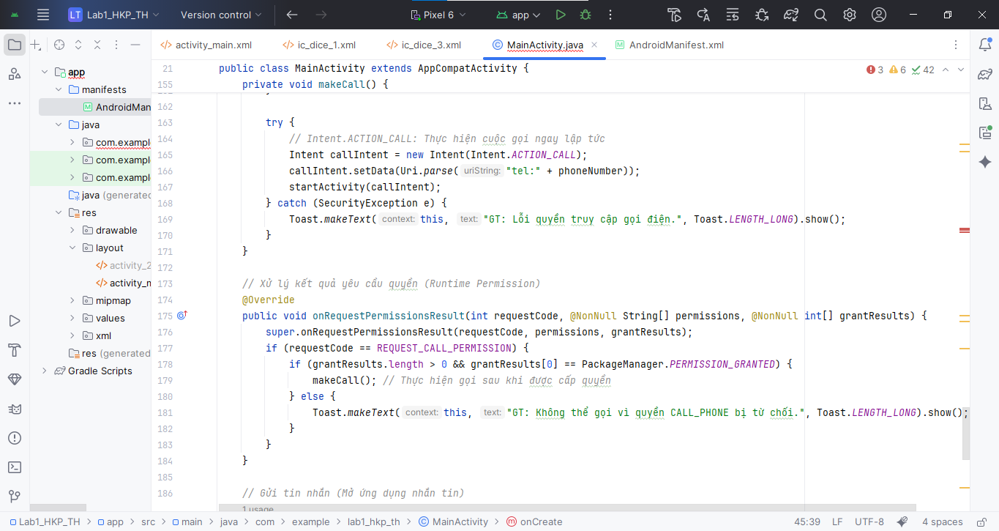 LT Lab1_HKP_TH Version control Pixel 6 app
activity_main.xml ic_dice_1.xml ic_dice_3.xml MainActivity.java AndroidManifest.xml
app
manifests
AndroidMan
java
com.exampl
com.example
com.example
java (generated
res
drawable
layout
activity_2
activity_m
mipmap
values
xml
res (generated
Gradle Scripts
3 6 42
21 public class MainActivity extends AppCompatActivity {
155 private void makeCall() {
162
163 try {
164 // Intent.ACTION_CALL: Thực hiện cuộc gọi ngay lập tức
165 Intent callIntent = new Intent(Intent.ACTION_CALL);
166 callIntent.setData(Uri.parse( uriString: "tel:" + phoneNumber));
167 startActivity(callIntent);
168 } catch (SecurityException e) {
169 Toast.makeText( context: this, text: "GT: Lỗi quyền truy cập gọi điện.", Toast.LENGTH_LONG).show();
170 }
171 }
172
173 // Xử lý kết quả yêu cầu quyền (Runtime Permission)
174 @Override
175 public void onRequestPermissionsResult(int requestCode, @NonNull String[] permissions, @NonNull int[] grantResults) {
176 super.onRequestPermissionsResult(requestCode, permissions, grantResults);
177 if (requestCode == REQUEST_CALL_PERMISSION) {
178 if (grantResults.length > 0 && grantResults[0] == PackageManager.PERMISSION_GRANTED) {
179 makeCall(); // Thực hiện gọi sau khi được cấp quyền
180 } else {
181 Toast.makeText( context: this, text: "GT: Không thể gọi vì quyền CALL_PHONE bị từ chối.", Toast.LENGTH_LONG).show();
182 }
183 }
184 }
185
186 // Gửi tin nhắn (Mở ứng dụng nhắn tin)
1 usage
Lab1_HKP_TH > app > src > main > java > com > example > lab1_hkp_th > MainActivity > onCreate 45:39 LF UTF-8 4 spaces